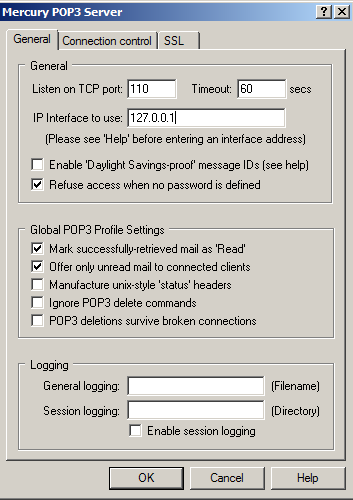 Mercury POP3 Server
General Connection control SSL
General
Listen on TCP port: 110 Timeout: 60 secs
IP Interface to use: 127.0.0.1
(Please see 'Help' before entering an interface address)
Enable 'Daylight Savings-proof' message IDs (see help)
Refuse access when no password is defined
Global POP3 Profile Settings
Mark successfully-retrieved mail as 'Read'
Offer only unread mail to connected clients
Manufacture unix-style 'status' headers
Ignore POP3 delete commands
POP3 deletions survive broken connections
Logging
General logging: (Filename)
Session logging: (Directory)
Enable session logging
OK Cancel Help